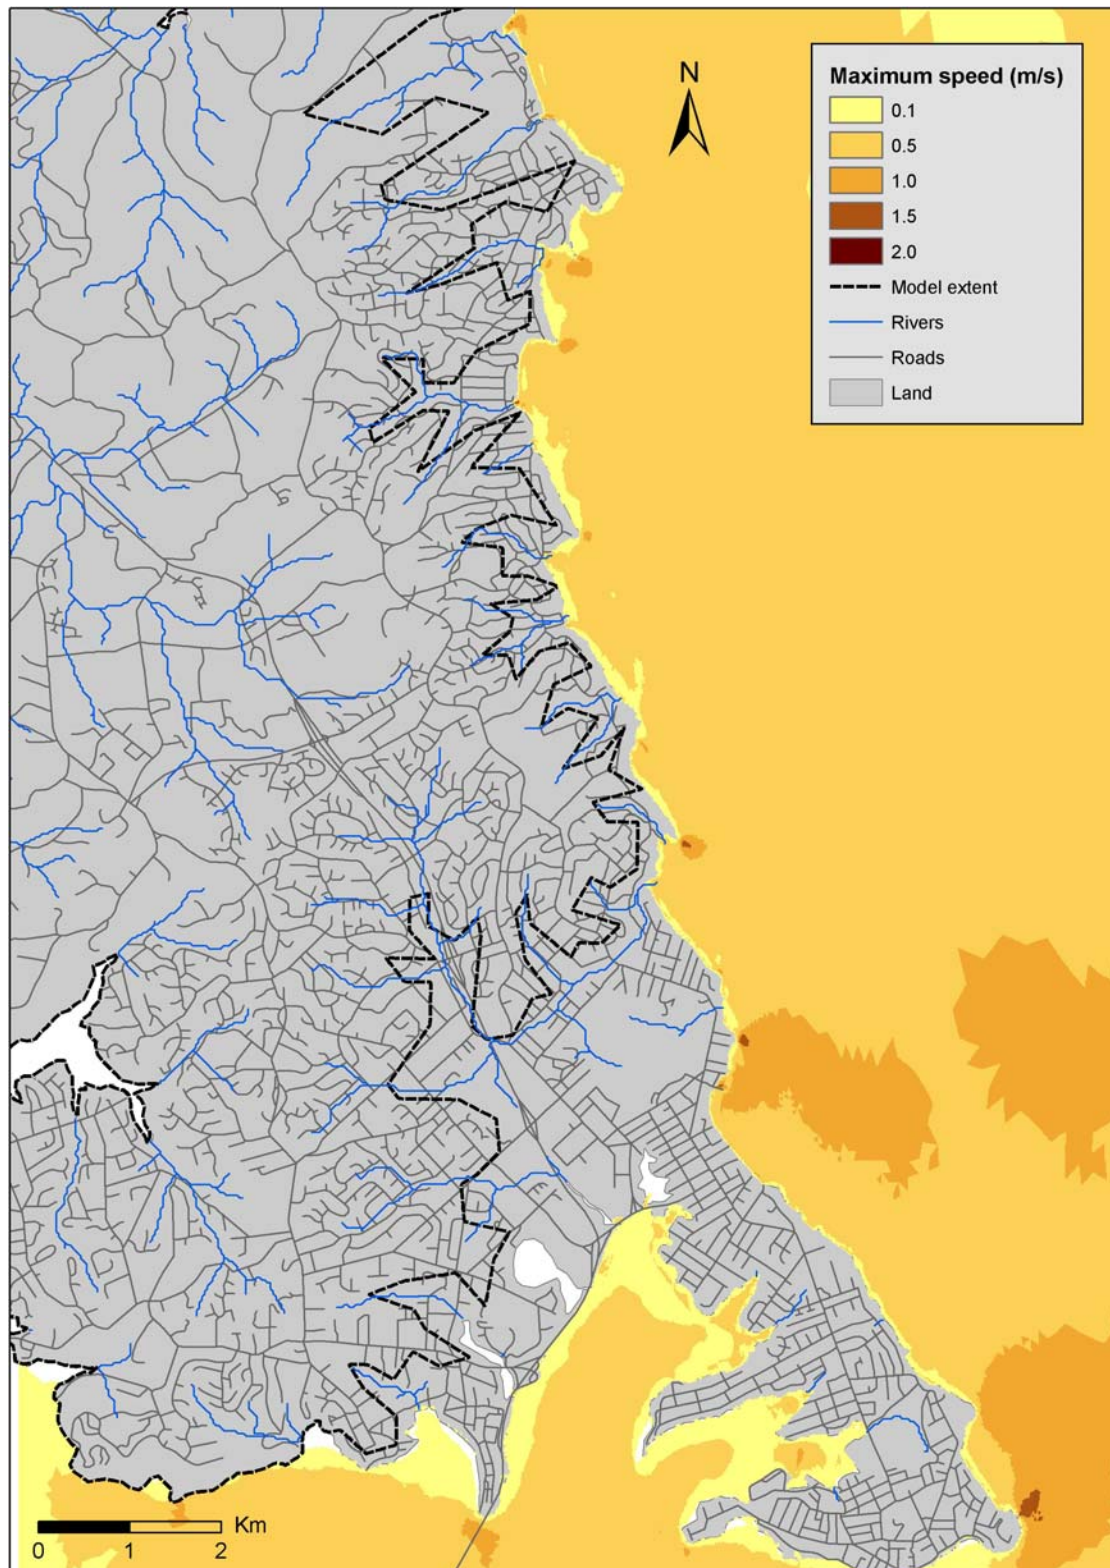 N
Maximum speed (m/s)
0.1
0.5
1.0
1.5
2.0
Model extent
Rivers
Roads
Land
Km
0 1 2